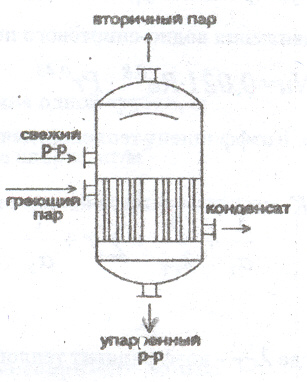 вторичный пар
свежий
р-р
греющий
пар
конденсат
упаренный
р-р